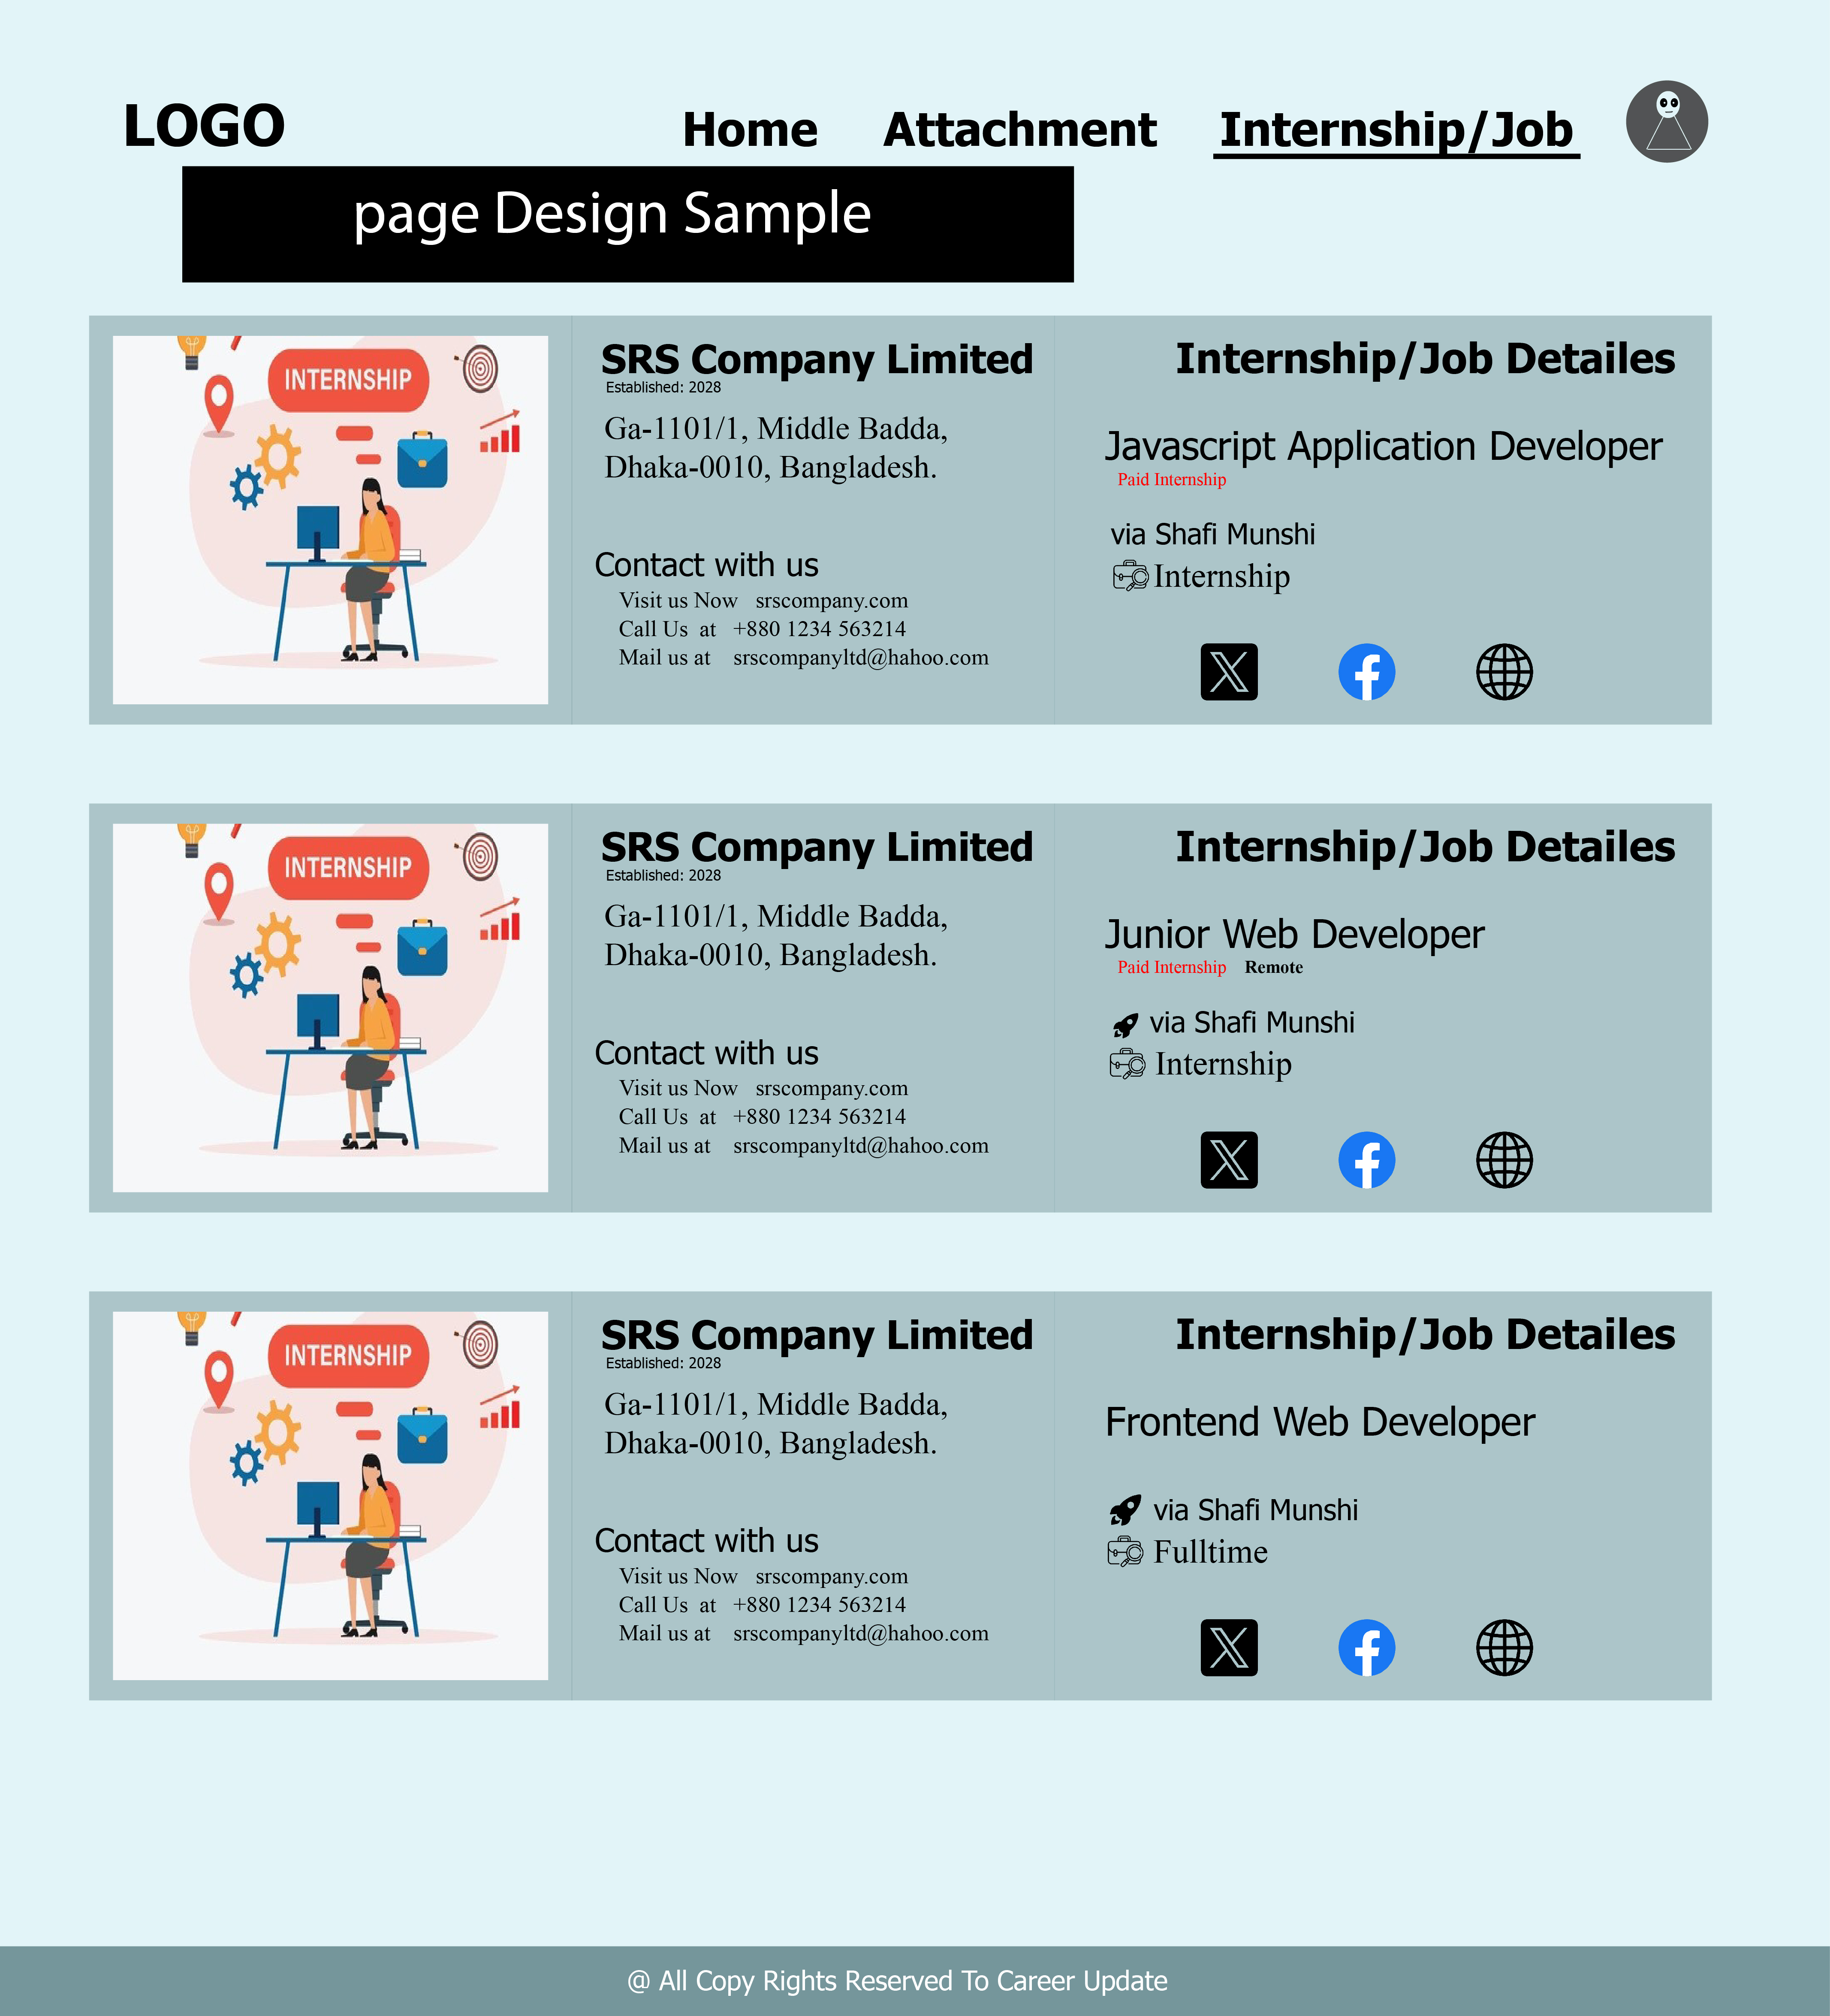 LOGO
Home Attachment Internship/Job
page Design Sample
INTERNSHIP
SRS Company Limited
Established: 2028
Ga-1101/1, Middle Badda,
Dhaka-0010, Bangladesh.
Contact with us
Visit us Now srscompany.com
Call Us at +880 1234 563214
Mail us at srscompanyltd@hahoo.com
Internship/Job Detailes
Javascript Application Developer
Paid Internship
via Shafi Munshi
Internship
INTERNSHIP
SRS Company Limited
Established: 2028
Ga-1101/1, Middle Badda,
Dhaka-0010, Bangladesh.
Contact with us
Visit us Now srscompany.com
Call Us at +880 1234 563214
Mail us at srscompanyltd@hahoo.com
Internship/Job Detailes
Junior Web Developer
Paid Internship Remote
via Shafi Munshi
Internship
INTERNSHIP
SRS Company Limited
Established: 2028
Ga-1101/1, Middle Badda,
Dhaka-0010, Bangladesh.
Contact with us
Visit us Now srscompany.com
Call Us at +880 1234 563214
Mail us at srscompanyltd@hahoo.com
Internship/Job Detailes
Frontend Web Developer
via Shafi Munshi
Fulltime
@ All Copy Rights Reserved To Career Update